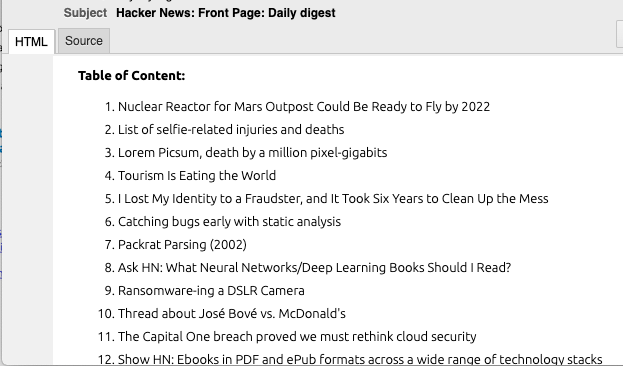 Subject Hacker News: Front Page: Daily digest
HTML Source
Table of Content:
1. Nuclear Reactor for Mars Outpost Could Be Ready to Fly by 2022
2. List of selfie-related injuries and deaths
3. Lorem Picsum, death by a million pixel-gigabits
4. Tourism Is Eating the World
5. I Lost My Identity to a Fraudster, and It Took Six Years to Clean Up the Mess
6. Catching bugs early with static analysis
7. Packrat Parsing (2002)
8. Ask HN: What Neural Networks/Deep Learning Books Should I Read?
9. Ransomware-ing a DSLR Camera
10. Thread about José Bové vs. McDonald's
11. The Capital One breach proved we must rethink cloud security
12. Show HN: Ebooks in PDF and ePub formats across a wide range of technology stacks